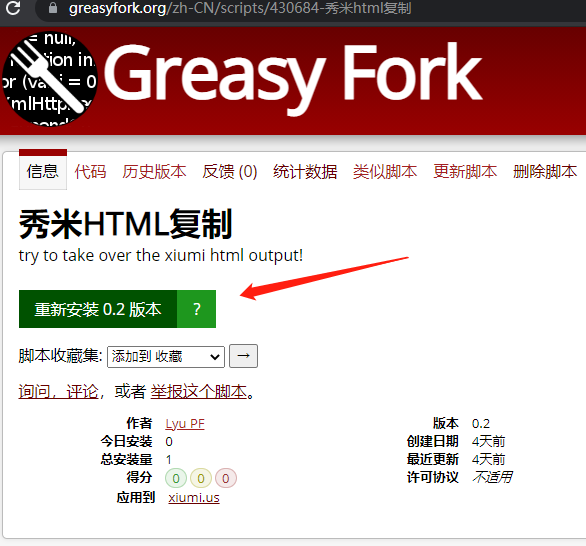 greasyfork.org/zh-CN/scripts/430684-秀米html复制
= null,
nction in
or (var i = 0
Greasy Fork
信息 代码 历史版本 反馈 (0) 统计数据 类似脚本 更新脚本 删除脚本
秀米HTML复制
try to take over the xiumi html output!
重新安装 0.2 版本 ?
脚本收藏集: 添加到 收藏 →
询问，评论，或者 举报这个脚本。
作者 Lyu PF 版本 0.2
今日安装 0 创建日期 4天前
总安装量 1 最近更新 4天前
得分 0 0 0 许可协议 不适用
应用到 xiumi.us